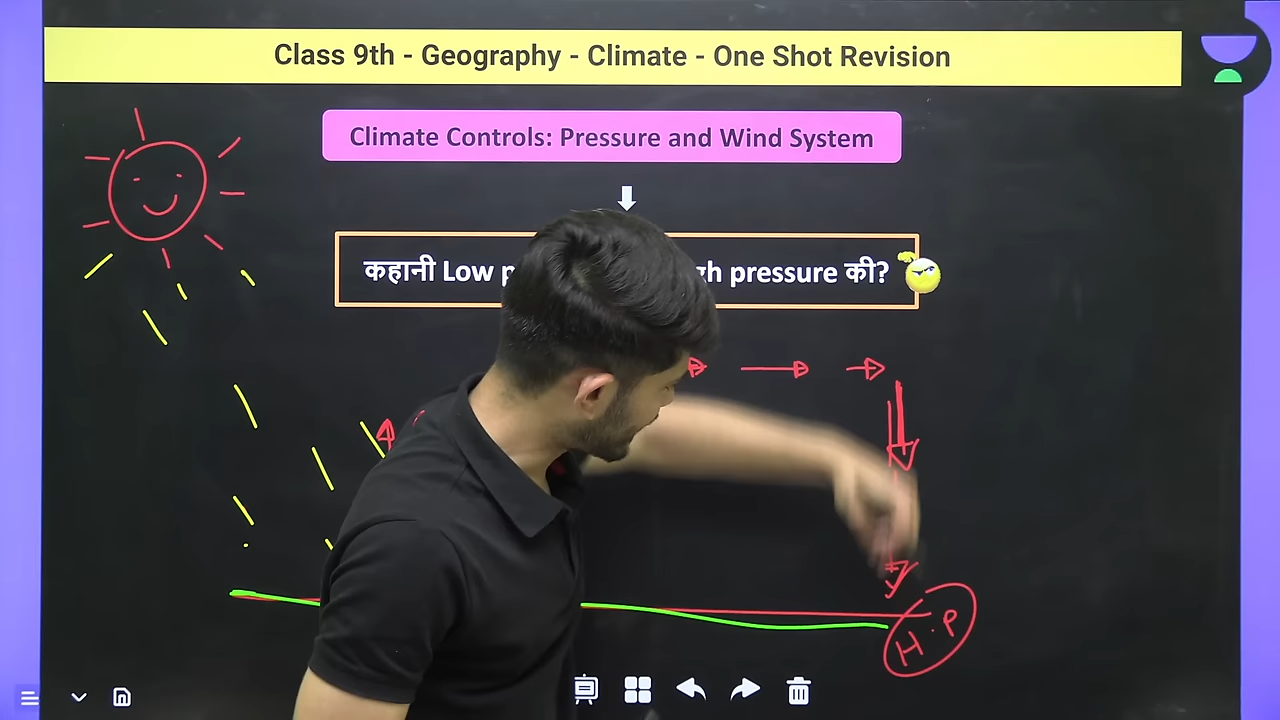 Class 9th - Geography - Climate - One Shot Revision
Climate Controls: Pressure and Wind System
कहानी Low pressure की?
H.P